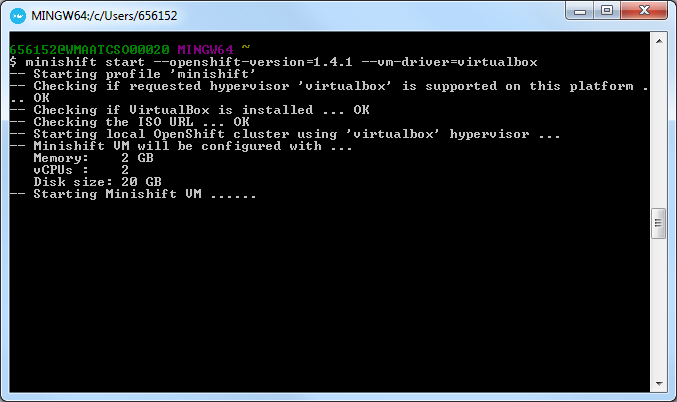 MINGW64:/c/Users/656152
656152@WMAATCSO00020 MINGW64 ~
$ minishift start --openshift-version=1.4.1 --vm-driver=virtualbox
-- Starting profile 'minishift'
-- Checking if requested hypervisor 'virtualbox' is supported on this platform .
.. OK
-- Checking if VirtualBox is installed ... OK
-- Checking the ISO URL ... OK
-- Starting local OpenShift cluster using 'virtualbox' hypervisor ...
-- Minishift VM will be configured with ...
   Memory:    2 GB
   vCPUs :    2
   Disk size: 20 GB
-- Starting Minishift VM ......